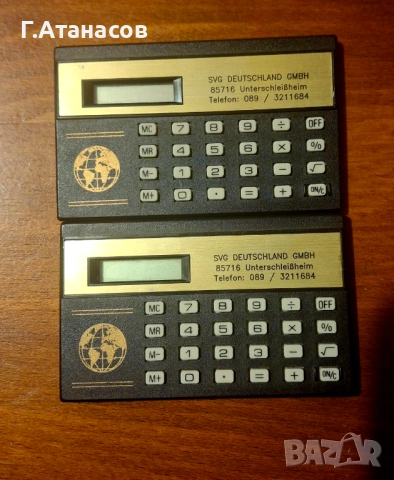 Г.Атанасов
SVG DEUTSCHLAND GMBH
85716 Unterschleißheim
Telefon: 089 / 3211684
MC 7 8 9 ÷ OFF
MR 4 5 6 × %
M- 1 2 3 - √
M+ 0 · = + ON/C
SVG DEUTSCHLAND GMBH
85716 Unterschleißheim
Telefon: 089 / 3211684
MC 7 8 9 ÷ OFF
MR 4 5 6 × %
M- 1 2 3 - √
M+ 0 · = + ON/C
BAZAR
bg